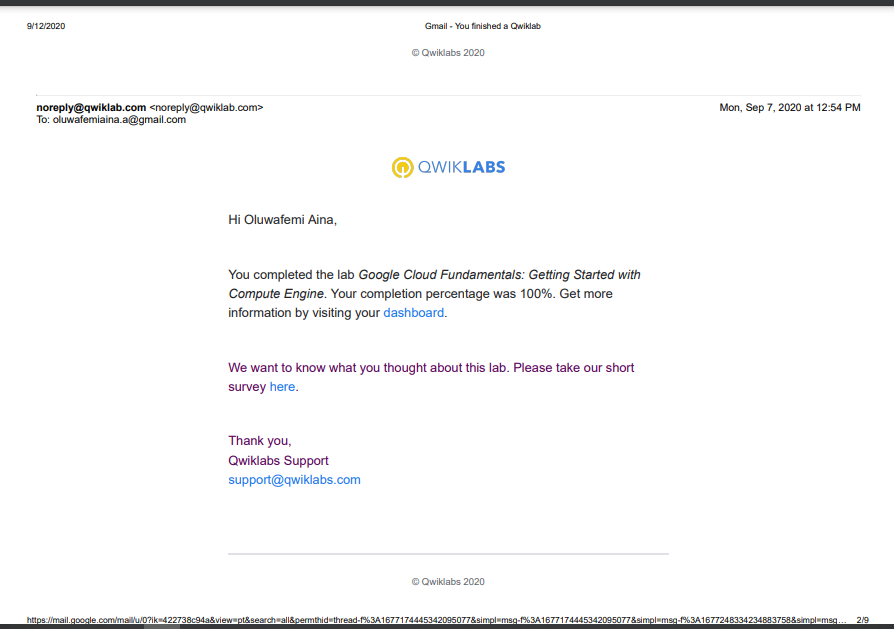 9/12/2020 Gmail - You finished a Qwiklab
© Qwiklabs 2020
noreply@qwiklab.com <noreply@qwiklab.com> Mon, Sep 7, 2020 at 12:54 PM
To: oluwafemiaina.a@gmail.com
QWIKLABS
Hi Oluwafemi Aina,
You completed the lab Google Cloud Fundamentals: Getting Started with
Compute Engine. Your completion percentage was 100%. Get more
information by visiting your dashboard.
We want to know what you thought about this lab. Please take our short
survey here.
Thank you,
Qwiklabs Support
support@qwiklabs.com
© Qwiklabs 2020
https://mail.google.com/mail/u/0?ik=422738c94a&view=pt&search=all&permthid=thread-f%3A1677174445342095077&simpl=msg-f%3A1677174445342095077&simpl=msg-f%3A1677248334234883758&simpl=msg... 2/9